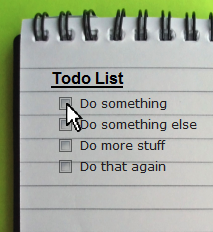 Todo List
Do something
Do something else
Do more stuff
Do that again